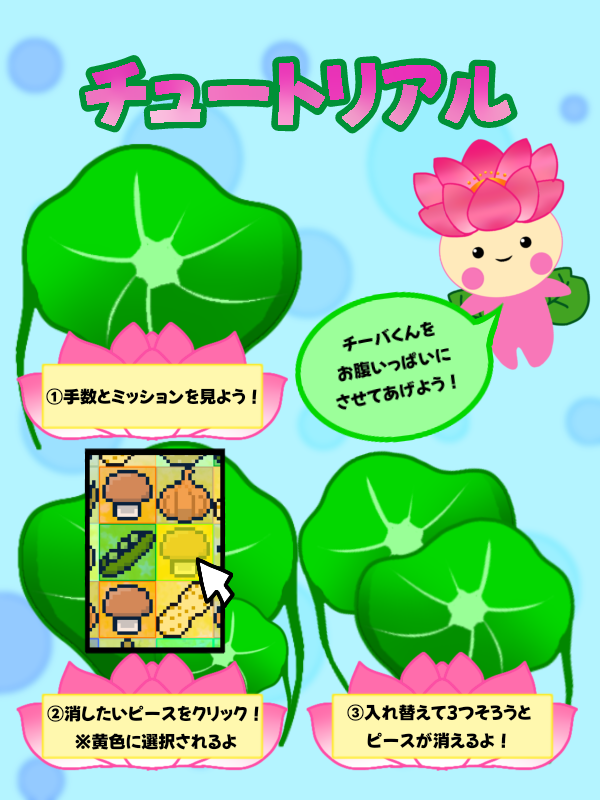 チュートリアル
チーバくんを
お腹いっぱいに
させてあげよう！
①手数とミッションを見よう！
②消したいピースをクリック！
※黄色に選択されるよ
③入れ替えて3つそろうと
ピースが消えるよ！